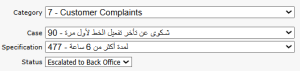 Category 7 - Customer Complaints
Case 90 - شكوى عن تأخر تفعيل الخط لأول مرة
Specification 477 - لمدة أكثر من 6 ساعة
Status Escalated to Back Office